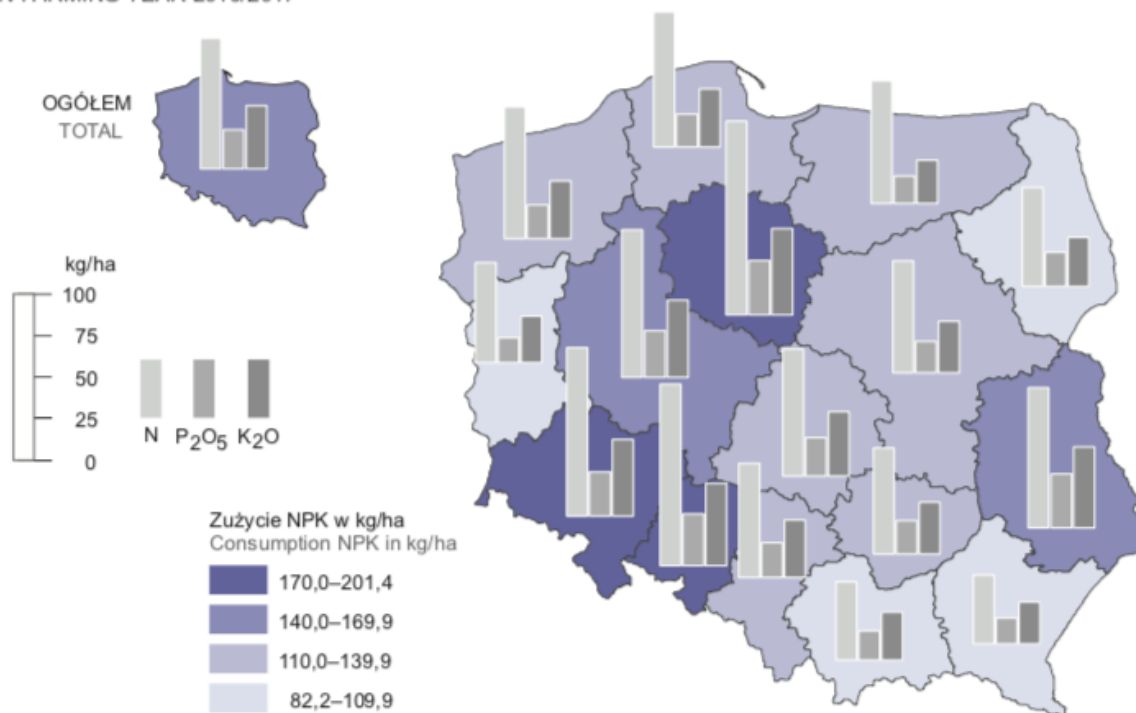 OGÓŁEM
TOTAL
kg/ha
100
75
50
25
0
N P₂O₅ K₂O
Zużycie NPK w kg/ha
Consumption NPK in kg/ha
170,0–201,4
140,0–169,9
110,0–139,9
82,2–109,9